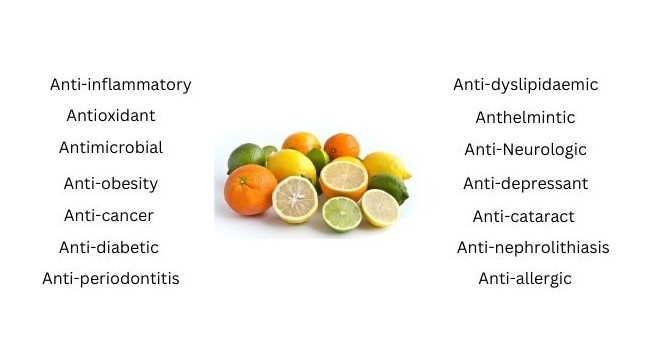 Anti-inflammatory
Antioxidant
Antimicrobial
Anti-obesity
Anti-cancer
Anti-diabetic
Anti-periodontitis
Anti-dyslipidaemic
Anthelmintic
Anti-Neurologic
Anti-depressant
Anti-cataract
Anti-nephrolithiasis
Anti-allergic